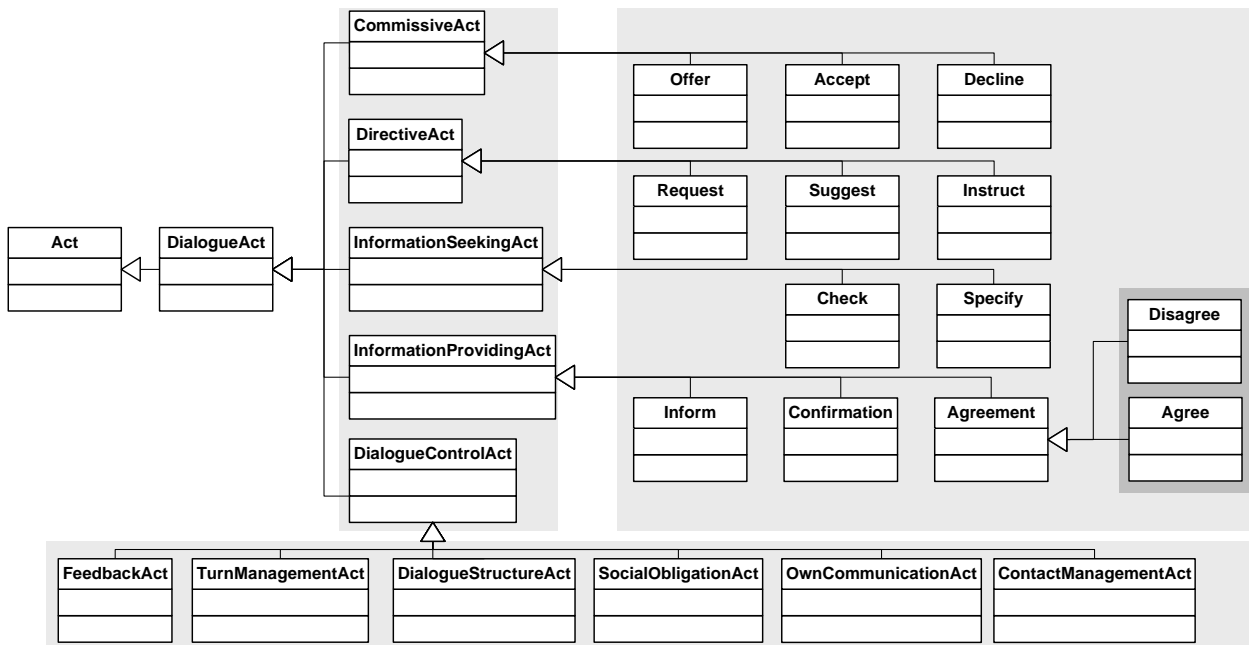 CommissiveAct
Offer
Accept
Decline
DirectiveAct
Request
Suggest
Instruct
Act
DialogueAct
InformationSeekingAct
Check
Specify
Disagree
InformationProvidingAct
Inform
Confirmation
Agreement
Agree
DialogueControlAct
FeedbackAct
TurnManagementAct
DialogueStructureAct
SocialObligationAct
OwnCommunicationAct
ContactManagementAct